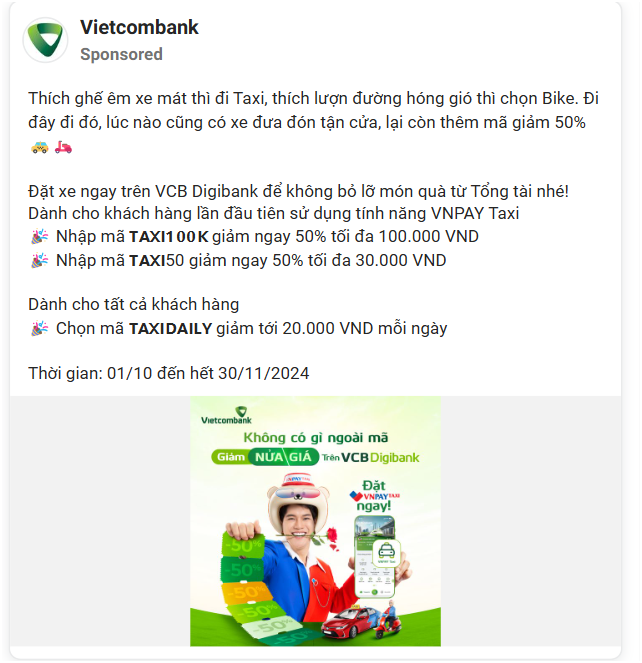 Vietcombank
Sponsored
Thích ghế êm xe mát thì đi Taxi, thích lượn đường hóng gió thì chọn Bike. Đi
đây đi đó, lúc nào cũng có xe đưa đón tận cửa, lại còn thêm mã giảm 50%
🚕 🛵
Đặt xe ngay trên VCB Digibank để không bỏ lỡ món quà từ Tổng tài nhé!
Dành cho khách hàng lần đầu tiên sử dụng tính năng VNPAY Taxi
🎉 Nhập mã TAXI100K giảm ngay 50% tối đa 100.000 VND
🎉 Nhập mã TAXI50 giảm ngay 50% tối đa 30.000 VND
Dành cho tất cả khách hàng
🎉 Chọn mã TAXIDAILY giảm tới 20.000 VND mỗi ngày
Thời gian: 01/10 đến hết 30/11/2024
Vietcombank
Không có gì ngoài mã
Giảm NỬA GIÁ Trên VCB Digibank
Đặt
VNPAY TAXI
ngay!
VNPAY
-50%
-50%
-50%
-50%
-50%